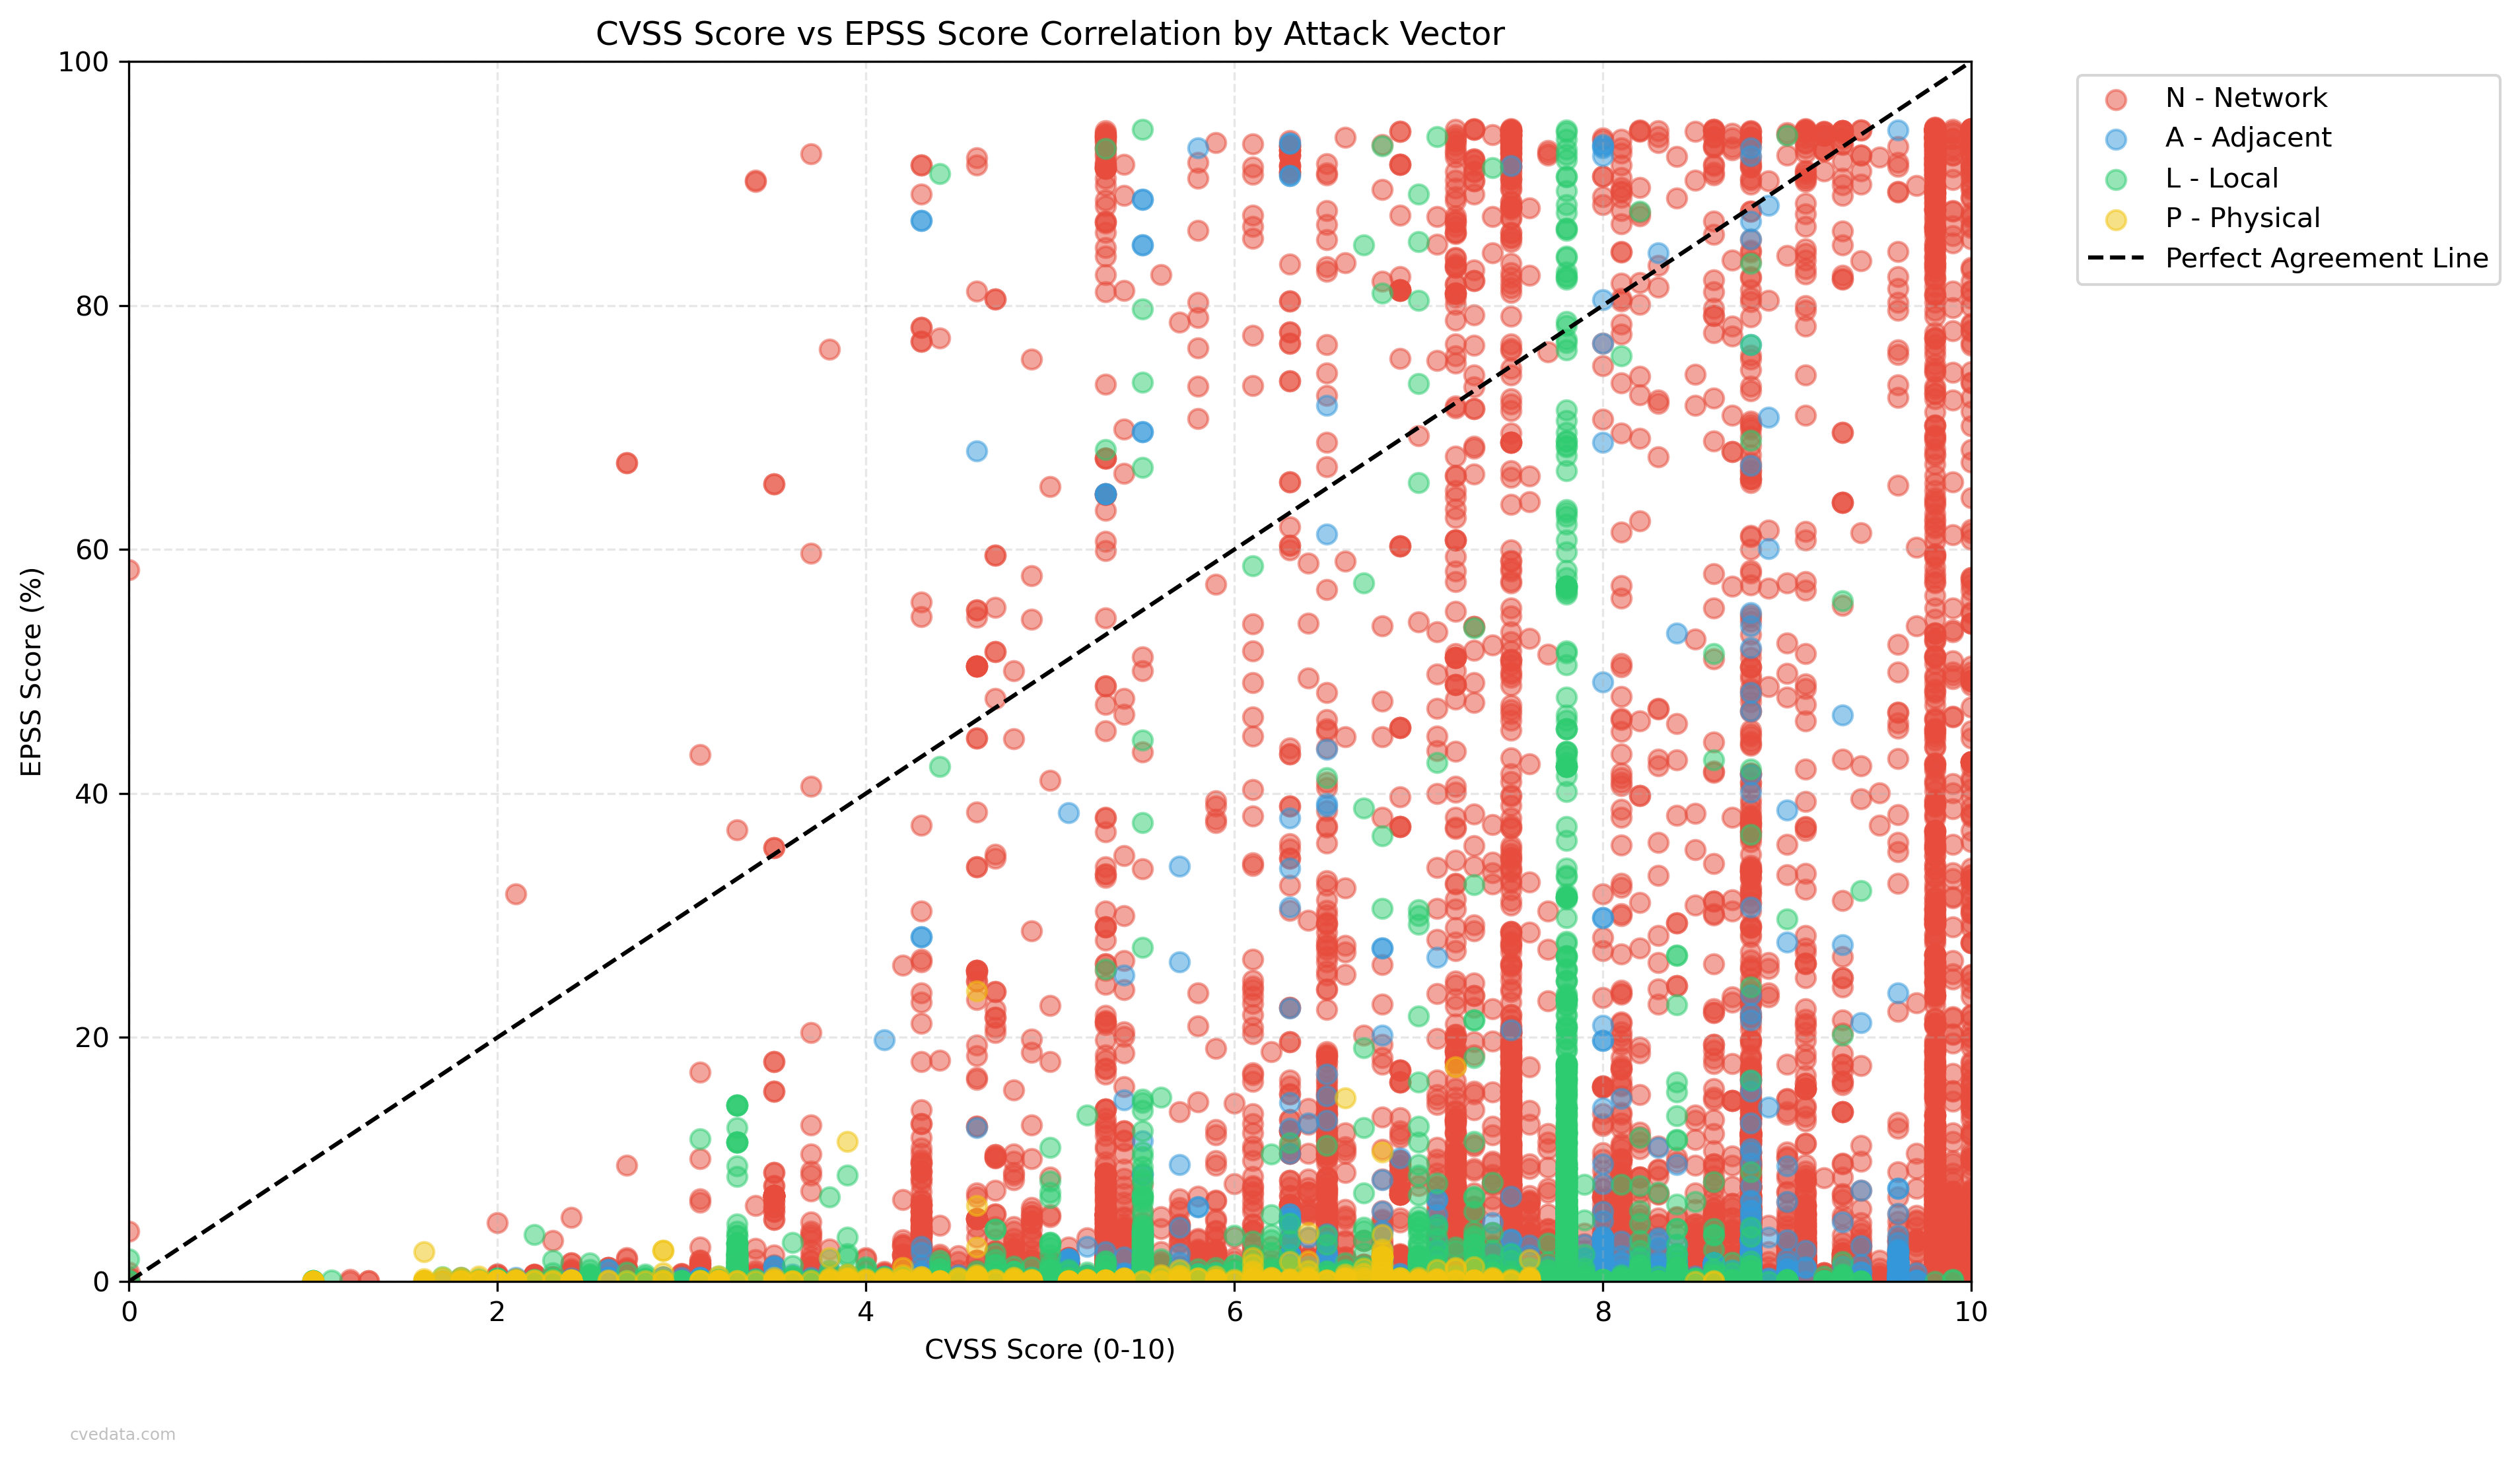 CVSS Score vs EPSS Score Correlation by Attack Vector
100
80
60
40
20
0
EPSS Score (%)
0 2 4 6 8 10
CVSS Score (0-10)
N - Network
A - Adjacent
L - Local
P - Physical
Perfect Agreement Line
cvedata.com